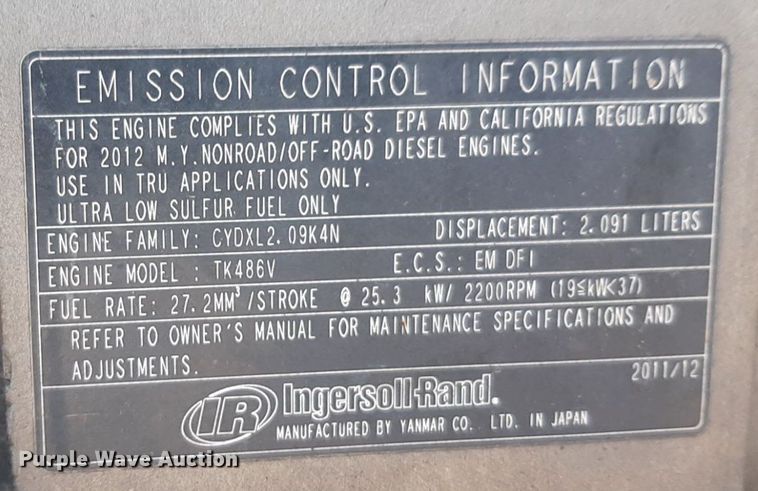 EMISSION CONTROL INFORMATION
THIS ENGINE COMPLIES WITH U.S. EPA AND CALIFORNIA REGULATIONS
FOR 2012 M.Y.NONROAD/OFF-ROAD DIESEL ENGINES.
USE IN TRU APPLICATIONS ONLY.
ULTRA LOW SULFUR FUEL ONLY
ENGINE FAMILY: CYDXL2.09K4N DISPLACEMENT: 2.091 LITERS
ENGINE MODEL : TK486V E.C.S.: EM DFI
FUEL RATE: 27.2MM³/STROKE @ 25.3 kW/ 2200RPM (19≤kW<37)
REFER TO OWNER'S MANUAL FOR MAINTENANCE SPECIFICATIONS AND
ADJUSTMENTS.
2011/12
IR Ingersoll-Rand.
MANUFACTURED BY YANMAR CO. LTD. IN JAPAN
Purple Wave Auction